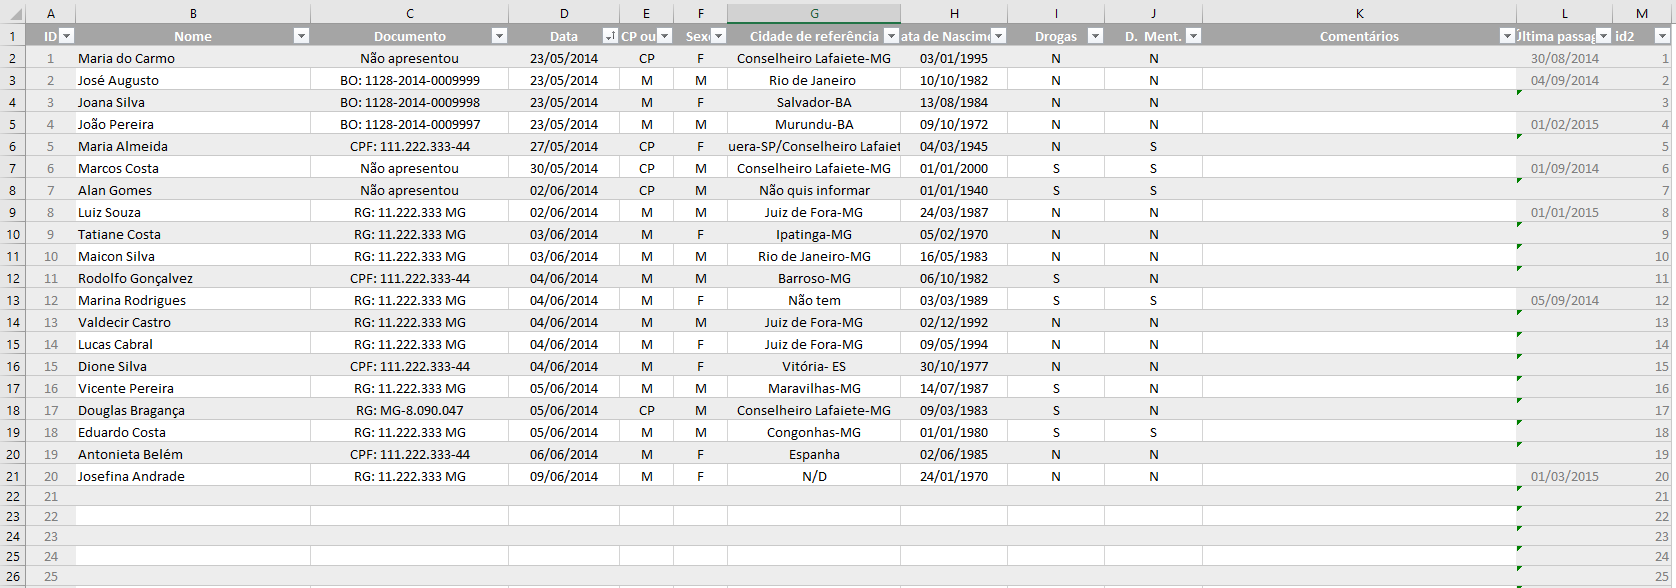 A B C D E F G H I J K L M
1 ID Nome Documento Data CP ou Sex Cidade de referência ata de Nascim Drogas D. Ment. Comentários Última passag id2
2 1 Maria do Carmo Não apresentou 23/05/2014 CP F Conselheiro Lafaiete-MG 03/01/1995 N N 30/08/2014 1
3 2 José Augusto BO: 1128-2014-0009999 23/05/2014 M M Rio de Janeiro 10/10/1982 N N 04/09/2014 2
4 3 Joana Silva BO: 1128-2014-0009998 23/05/2014 M F Salvador-BA 13/08/1984 N N 3
5 4 João Pereira BO: 1128-2014-0009997 23/05/2014 M M Murundu-BA 09/10/1972 N N 01/02/2015 4
6 5 Maria Almeida CPF: 111.222.333-44 27/05/2014 CP F uera-SP/Conselheiro Lafaiet 04/03/1945 N S 5
7 6 Marcos Costa Não apresentou 30/05/2014 CP M Conselheiro Lafaiete-MG 01/01/2000 S S 01/09/2014 6
8 7 Alan Gomes Não apresentou 02/06/2014 CP M Não quis informar 01/01/1940 S S 7
9 8 Luiz Souza RG: 11.222.333 MG 02/06/2014 M M Juiz de Fora-MG 24/03/1987 N N 01/01/2015 8
10 9 Tatiane Costa RG: 11.222.333 MG 03/06/2014 M F Ipatinga-MG 05/02/1970 N N 9
11 10 Maicon Silva RG: 11.222.333 MG 03/06/2014 M M Rio de Janeiro-MG 16/05/1983 N N 10
12 11 Rodolfo Gonçalvez CPF: 111.222.333-44 04/06/2014 M M Barroso-MG 06/10/1982 S N 11
13 12 Marina Rodrigues RG: 11.222.333 MG 04/06/2014 M F Não tem 03/03/1989 S S 05/09/2014 12
14 13 Valdecir Castro RG: 11.222.333 MG 04/06/2014 M M Juiz de Fora-MG 02/12/1992 N N 13
15 14 Lucas Cabral RG: 11.222.333 MG 04/06/2014 M F Juiz de Fora-MG 09/05/1994 N N 14
16 15 Dione Silva CPF: 111.222.333-44 04/06/2014 M F Vitória- ES 30/10/1977 N N 15
17 16 Vicente Pereira RG: 11.222.333 MG 05/06/2014 M M Maravilhas-MG 14/07/1987 S N 16
18 17 Douglas Bragança RG: MG-8.090.047 05/06/2014 CP M Conselheiro Lafaiete-MG 09/03/1983 S N 17
19 18 Eduardo Costa RG: 11.222.333 MG 05/06/2014 M M Congonhas-MG 01/01/1980 S S 18
20 19 Antonieta Belém CPF: 111.222.333-44 06/06/2014 M F Espanha 02/06/1985 N N 19
21 20 Josefina Andrade RG: 11.222.333 MG 09/06/2014 M F N/D 24/01/1970 N N 01/03/2015 20
22 21 21
23 22 22
24 23 23
25 24 24
26 25 25